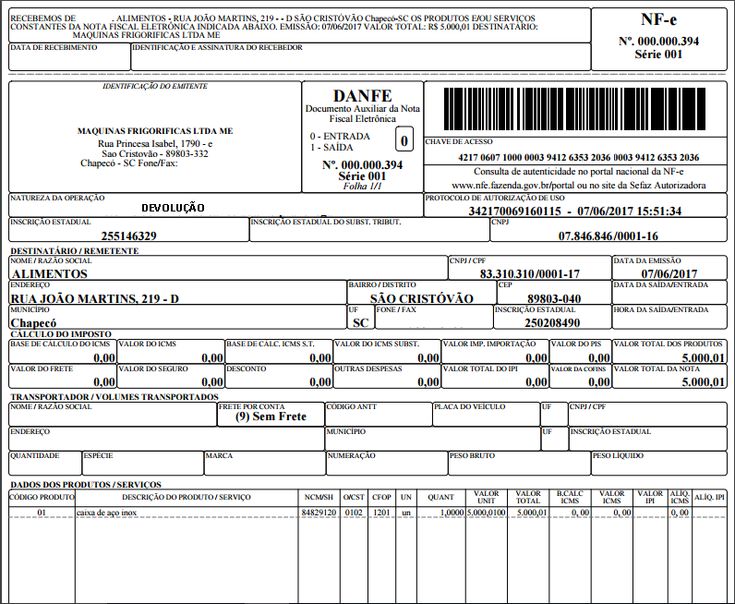 RECEBEMOS DE . ALIMENTOS - RUA JOÃO MARTINS, 219 - - D SÃO CRISTÓVÃO Chapecó-SC OS PRODUTOS E/OU SERVIÇOS
CONSTANTES DA NOTA FISCAL ELETRÔNICA INDICADA ABAIXO. EMISSÃO: 07/06/2017 VALOR TOTAL: R$ 5.000,01 DESTINATÁRIO:
MAQUINAS FRIGORIFICAS LTDA ME
DATA DE RECEBIMENTO IDENTIFICAÇÃO E ASSINATURA DO RECEBEDOR
NF-e
Nº. 000.000.394
Série 001
IDENTIFICAÇÃO DO EMITENTE
MAQUINAS FRIGORIFICAS LTDA ME
Rua Princesa Isabel, 1790 - e
Sao Cristovão - 89803-332
Chapecó - SC Fone/Fax:
DANFE
Documento Auxiliar da Nota
Fiscal Eletrônica
0 - ENTRADA
1 - SAÍDA
0
Nº. 000.000.394
Série 001
Folha 1/1
CHAVE DE ACESSO
4217 0607 1000 0003 9412 6353 2036 0003 9412 6353 2036
Consulta de autenticidade no portal nacional da NF-e
www.nfe.fazenda.gov.br/portal ou no site da Sefaz Autorizadora
NATUREZA DA OPERAÇÃO PROTOCOLO DE AUTORIZAÇÃO DE USO
DEVOLUÇÃO 342170069160115 - 07/06/2017 15:51:34
INSCRIÇÃO ESTADUAL INSCRIÇÃO ESTADUAL DO SUBST. TRIBUT. CNPJ
255146329 07.846.846/0001-16
DESTINATÁRIO / REMETENTE
NOME / RAZÃO SOCIAL CNPJ / CPF DATA DA EMISSÃO
ALIMENTOS 83.310.310/0001-17 07/06/2017
ENDEREÇO BAIRRO / DISTRITO CEP DATA DA SAÍDA/ENTRADA
RUA JOÃO MARTINS, 219 - D SÃO CRISTÓVÃO 89803-040
MUNICÍPIO UF FONE / FAX INSCRIÇÃO ESTADUAL HORA DA SAÍDA/ENTRADA
Chapecó SC 250208490
CÁLCULO DO IMPOSTO
BASE DE CÁLCULO DO ICMS VALOR DO ICMS BASE DE CALC. ICMS S.T. VALOR DO ICMS SUBST. VALOR IMP. IMPORTAÇÃO VALOR DO PIS VALOR TOTAL DOS PRODUTOS
0,00 0,00 0,00 0,00 0,00 0,00 5.000,01
VALOR DO FRETE VALOR DO SEGURO DESCONTO OUTRAS DESPESAS VALOR TOTAL DO IPI VALOR DA COFINS VALOR TOTAL DA NOTA
0,00 0,00 0,00 0,00 0,00 0,00 5.000,01
TRANSPORTADOR / VOLUMES TRANSPORTADOS
NOME / RAZÃO SOCIAL FRETE POR CONTA CÓDIGO ANTT PLACA DO VEÍCULO UF CNPJ / CPF
(9) Sem Frete
ENDEREÇO MUNICÍPIO UF INSCRIÇÃO ESTADUAL
QUANTIDADE ESPÉCIE MARCA NUMERAÇÃO PESO BRUTO PESO LÍQUIDO
DADOS DOS PRODUTOS / SERVIÇOS
CÓDIGO PRODUTO DESCRIÇÃO DO PRODUTO / SERVIÇO NCM/SH O/CST CFOP UN QUANT VALOR UNIT VALOR TOTAL B.CALC ICMS VALOR ICMS VALOR IPI ALÍQ. ICMS ALÍQ. IPI
01 caixa de aço inox 84829120 0102 1201 un 1,0000 5.000,0100 5.000,01 0, 00 0, 00 0, 00